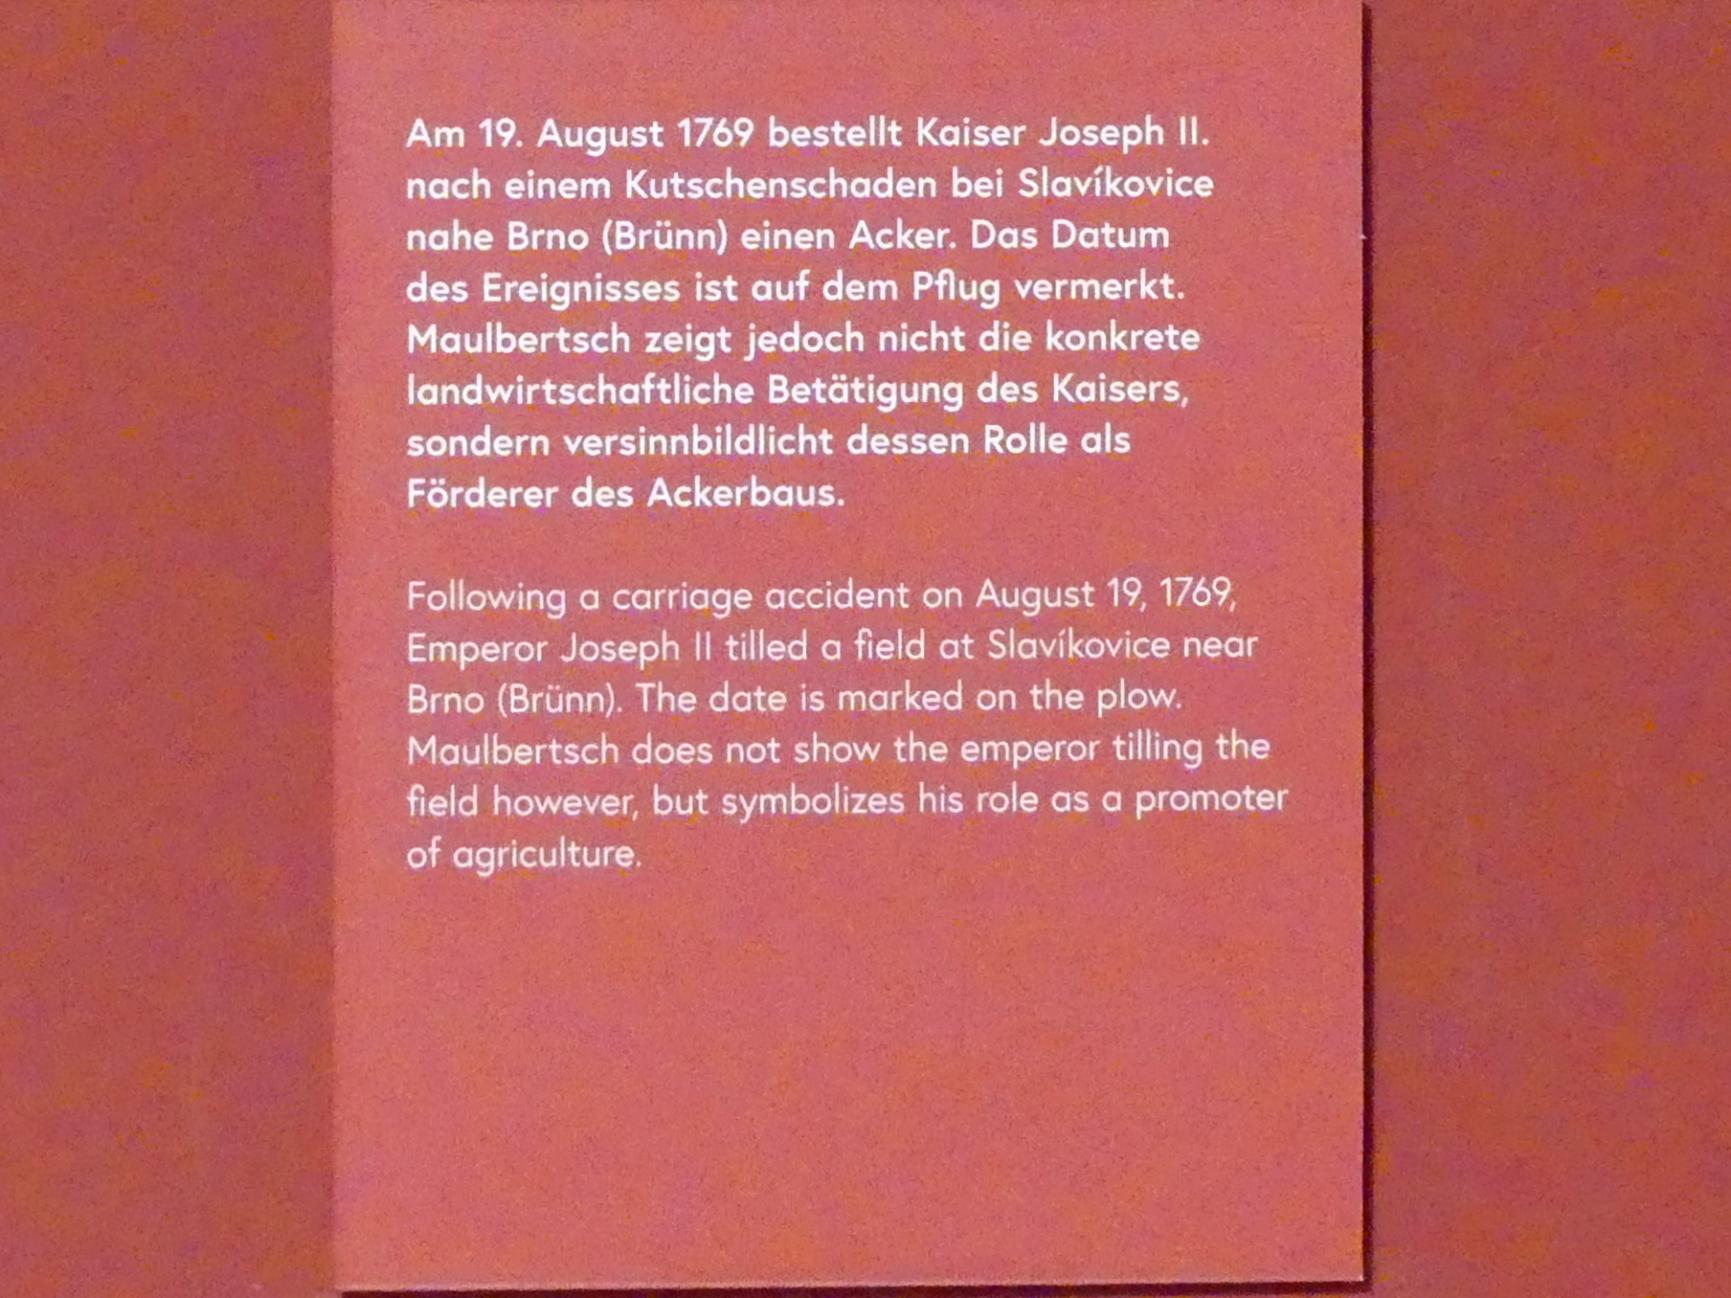 Am 19. August 1769 bestellt Kaiser Joseph II.
nach einem Kutschenschaden bei Slavíkovice
nahe Brno (Brünn) einen Acker. Das Datum
des Ereignisses ist auf dem Pflug vermerkt.
Maulbertsch zeigt jedoch nicht die konkrete
landwirtschaftliche Betätigung des Kaisers,
sondern versinnbildlicht dessen Rolle als
Förderer des Ackerbaus.
Following a carriage accident on August 19, 1769,
Emperor Joseph II tilled a field at Slavíkovice near
Brno (Brünn). The date is marked on the plow.
Maulbertsch does not show the emperor tilling the
field however, but symbolizes his role as a promoter
of agriculture.